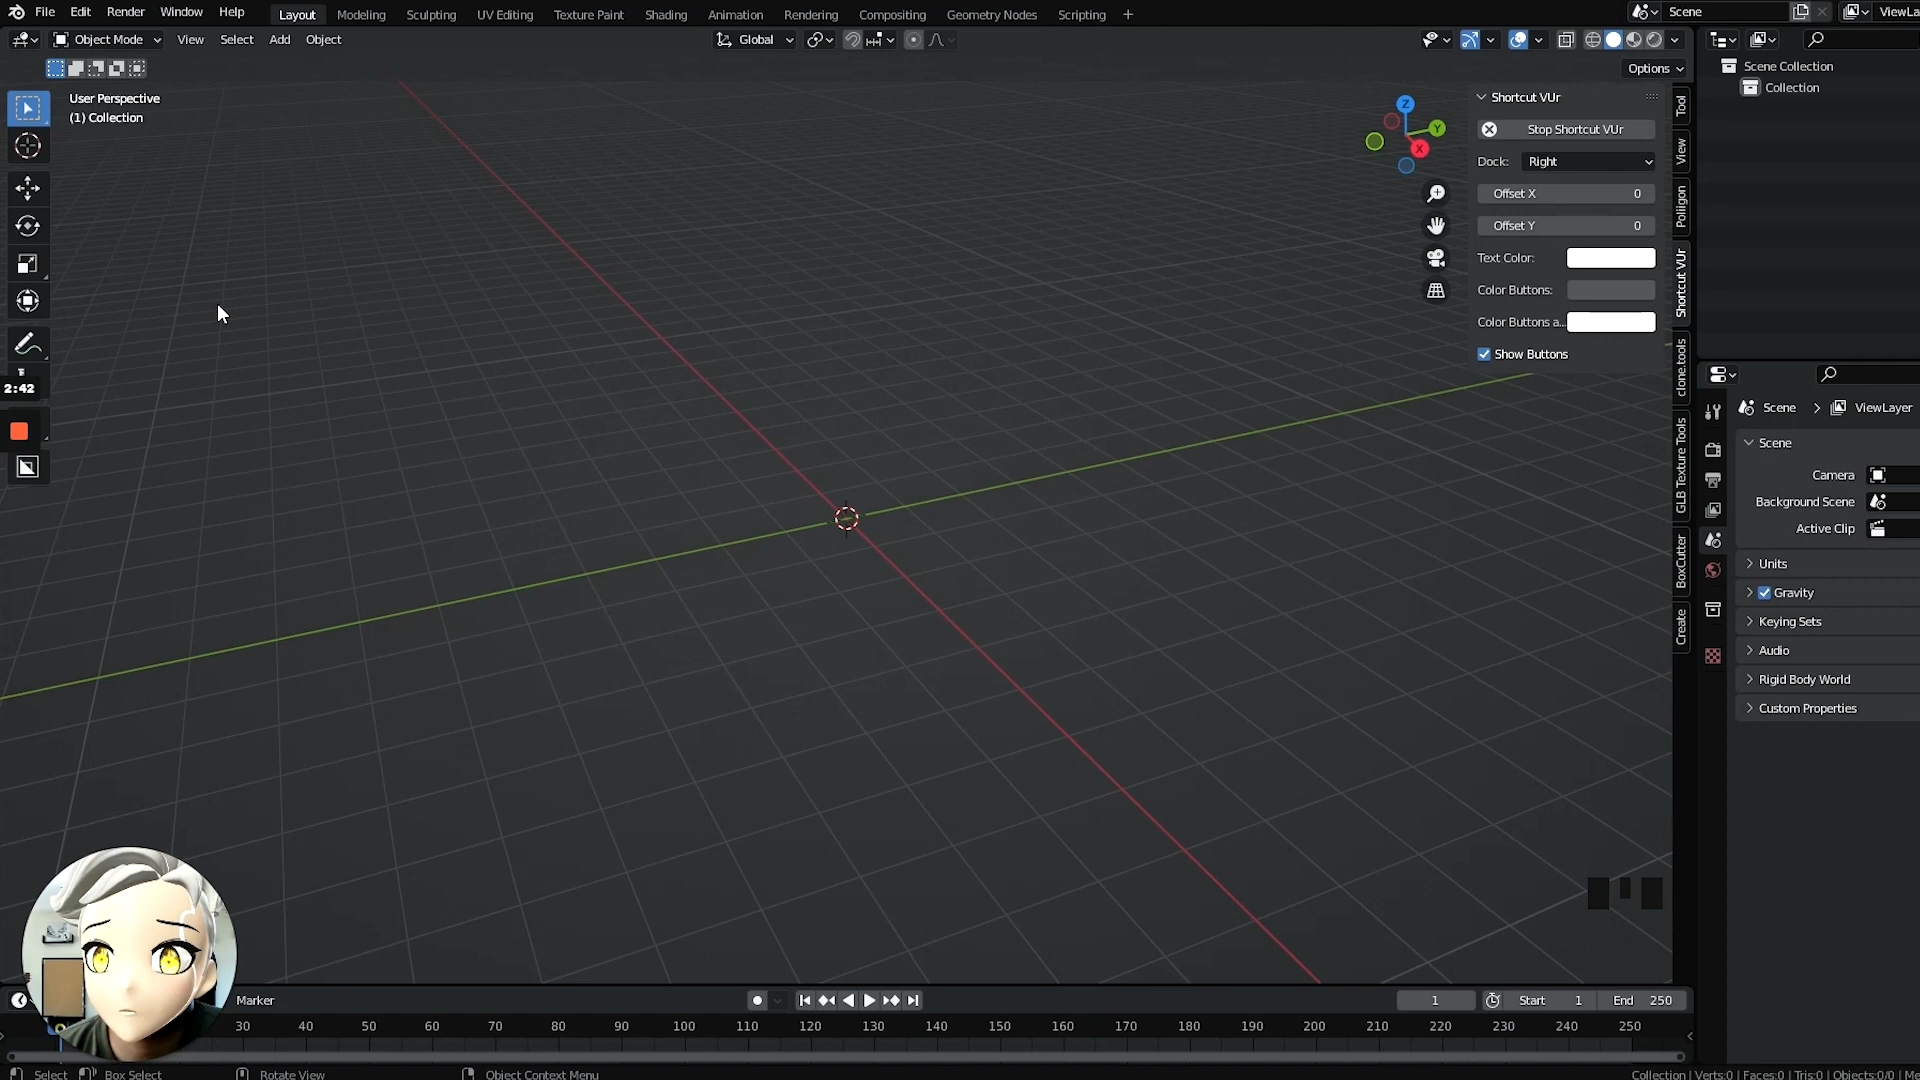 File Edit Render Window Help Layout Modeling Sculpting UV Editing Texture Paint Shading Animation Rendering Compositing Geometry Nodes Scripting + Scene
Object Mode View Select Add Object Global
Options
User Perspective
(1) Collection
Z
Y
X
Shortcut VUr
Stop Shortcut VUr
Dock: Right
Offset X 0
Offset Y 0
Text Color:
Color Buttons:
Color Buttons a...
Show Buttons
Tool
View
Poliigon
Shortcut VUr
clone.tools
GLB Texture Tools
BoxCutter
Create
Scene Collection
Collection
Scene > ViewLayer
Scene
Camera
Background Scene
Active Clip
Units
Gravity
Keying Sets
Audio
Rigid Body World
Custom Properties
2:42
Marker 1 Start 1 End 250
30 40 50 60 70 80 90 100 110 120 130 140 150 160 170 180 190 200 210 220 230 240 250
Select Box Select Rotate View Object Context Menu Collection | Verts:0 | Faces:0 | Tris:0 | Objects:0/0 | Me